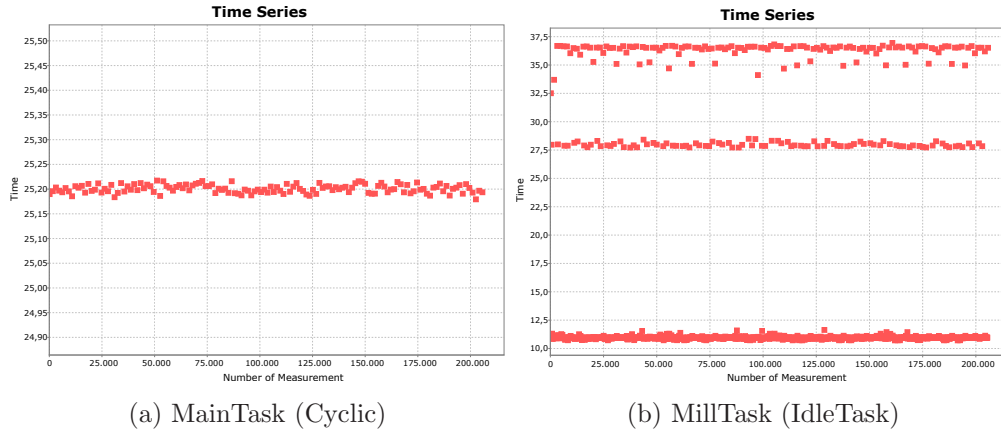 Time Series
25,50
25,45
25,40
25,35
25,30
25,25
25,20
25,15
25,10
25,05
25,00
24,95
24,90
Time
0 25.000 50.000 75.000 100.000 125.000 150.000 175.000 200.000
Number of Measurement
(a) MainTask (Cyclic)
Time Series
37,5
35,0
32,5
30,0
27,5
25,0
22,5
20,0
17,5
15,0
12,5
10,0
Time
0 25.000 50.000 75.000 100.000 125.000 150.000 175.000 200.000
Number of Measurement
(b) MillTask (IdleTask)